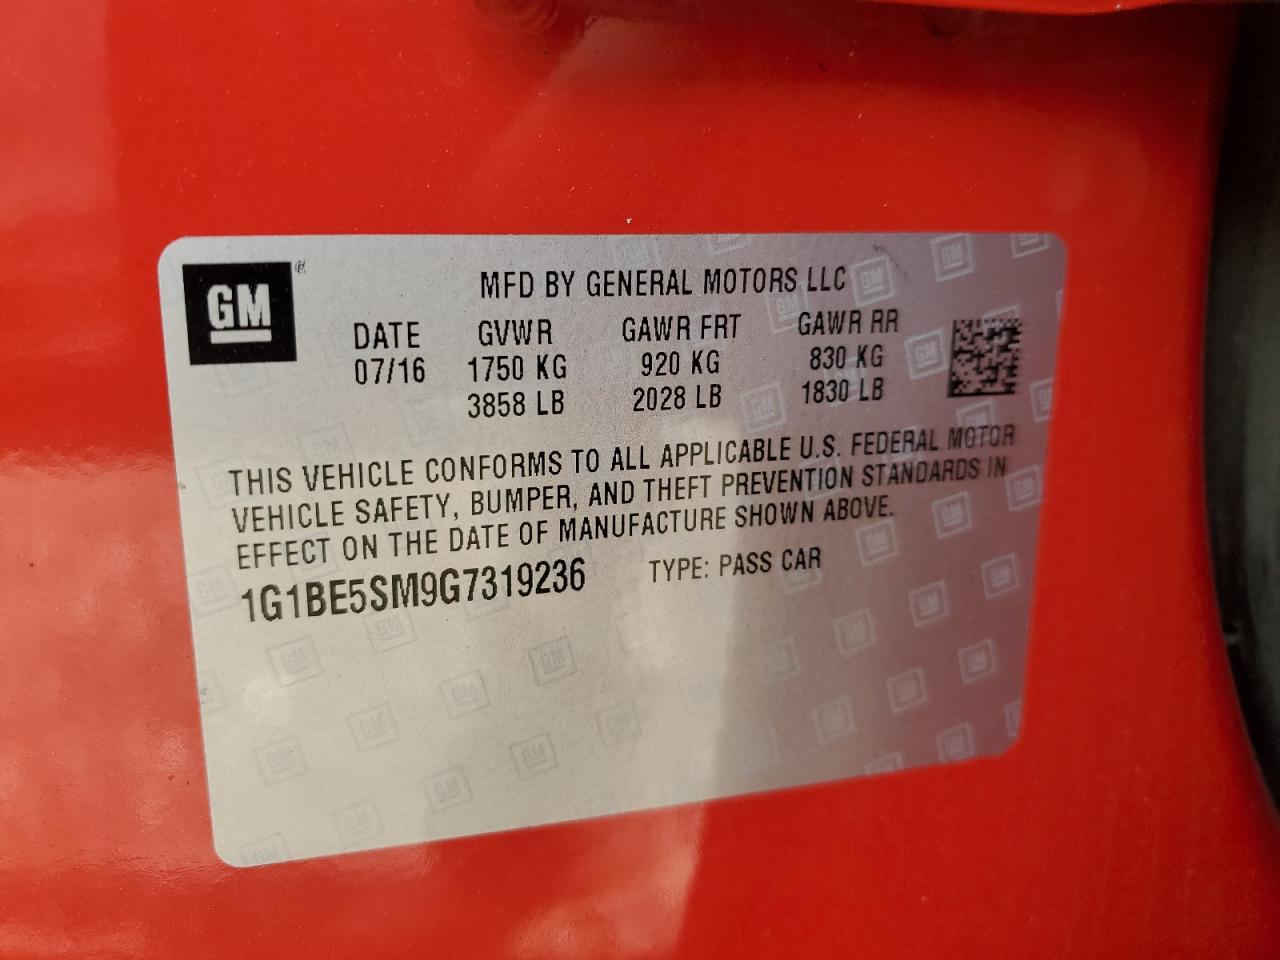 GM ®
MFD BY GENERAL MOTORS LLC
DATE GVWR GAWR FRT GAWR RR
07/16 1750 KG 920 KG 830 KG
3858 LB 2028 LB 1830 LB
THIS VEHICLE CONFORMS TO ALL APPLICABLE U.S. FEDERAL MOTOR
VEHICLE SAFETY, BUMPER, AND THEFT PREVENTION STANDARDS IN
EFFECT ON THE DATE OF MANUFACTURE SHOWN ABOVE.
1G1BE5SM9G7319236 TYPE: PASS CAR